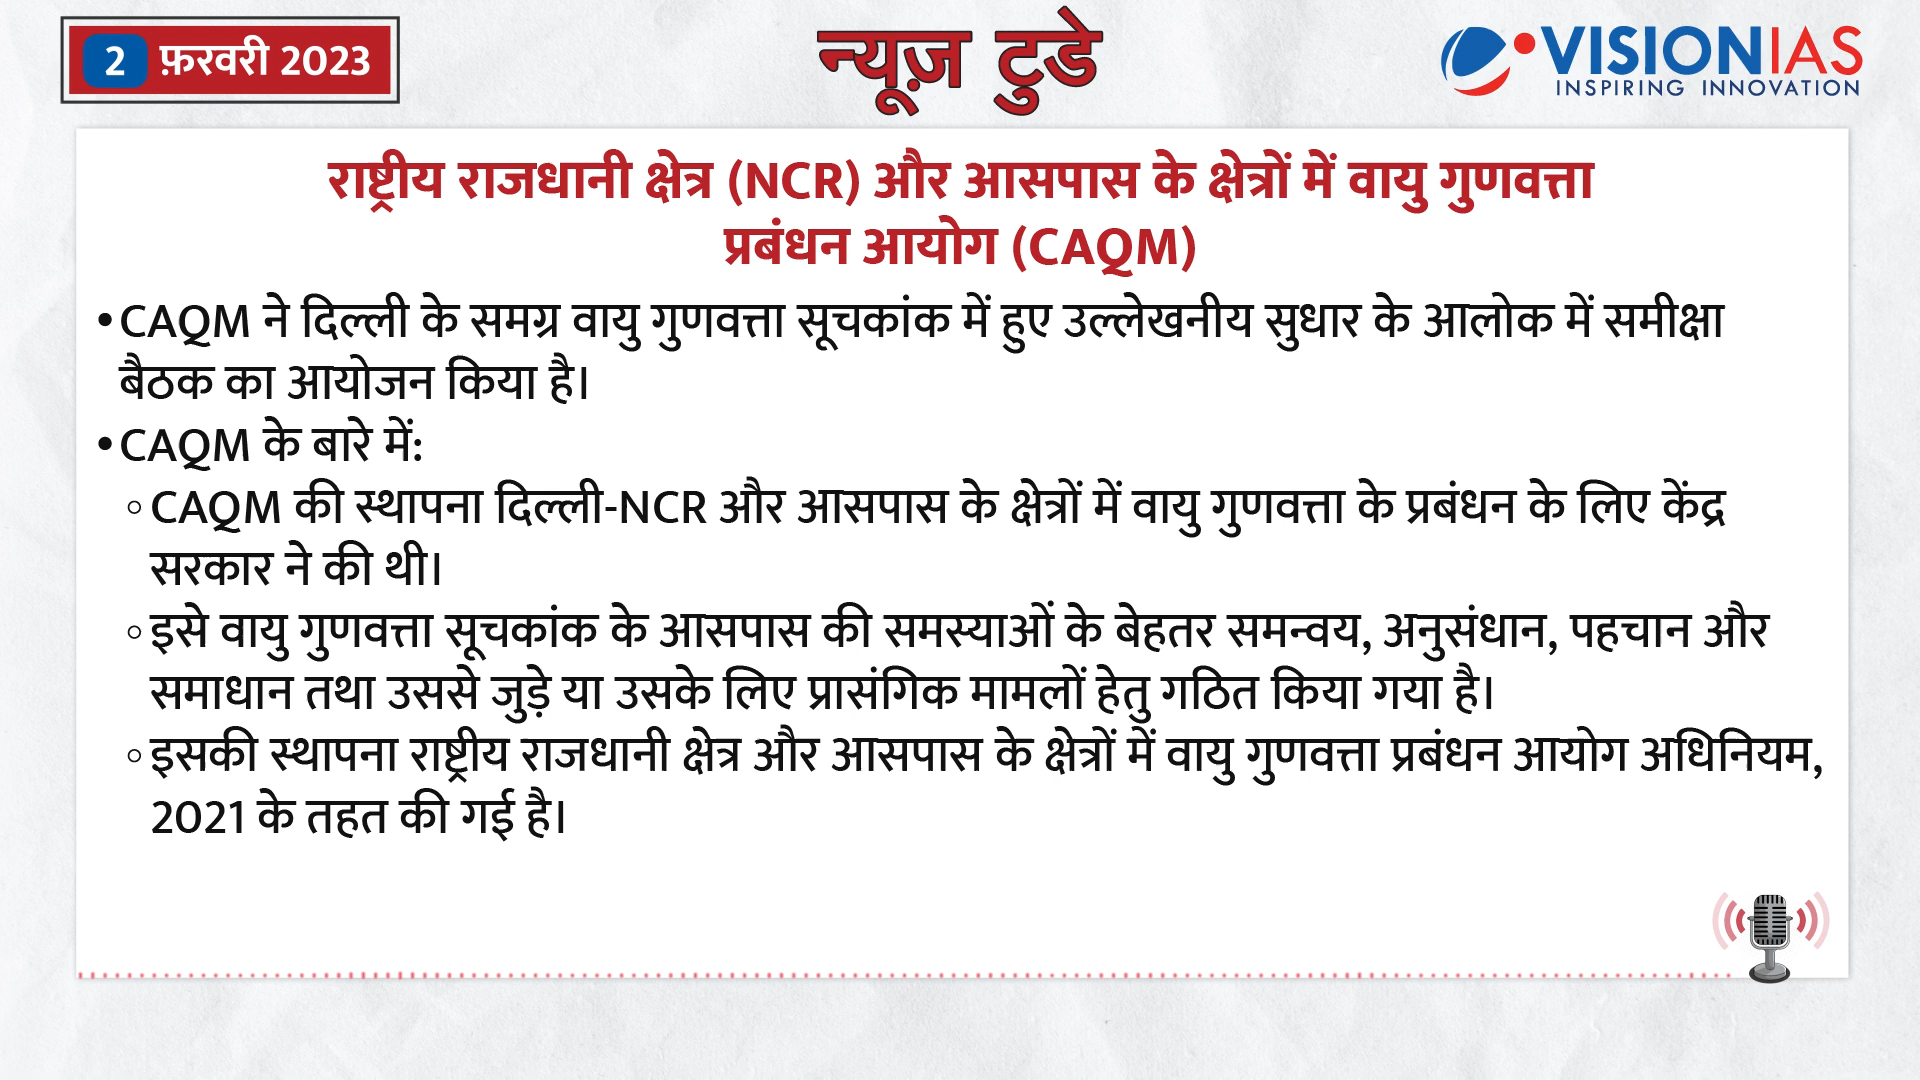 2 फ़रवरी 2023
न्यूज़ टुडे
VISIONIAS
INSPIRING INNOVATION
राष्ट्रीय राजधानी क्षेत्र (NCR) और आसपास के क्षेत्रों में वायु गुणवत्ता
प्रबंधन आयोग (CAQM)
•CAQM ने दिल्ली के समग्र वायु गुणवत्ता सूचकांक में हुए उल्लेखनीय सुधार के आलोक में समीक्षा
बैठक का आयोजन किया है।
•CAQM के बारे में:
◦CAQM की स्थापना दिल्ली-NCR और आसपास के क्षेत्रों में वायु गुणवत्ता के प्रबंधन के लिए केंद्र
सरकार ने की थी।
◦इसे वायु गुणवत्ता सूचकांक के आसपास की समस्याओं के बेहतर समन्वय, अनुसंधान, पहचान और
समाधान तथा उससे जुड़े या उसके लिए प्रासंगिक मामलों हेतु गठित किया गया है।
◦इसकी स्थापना राष्ट्रीय राजधानी क्षेत्र और आसपास के क्षेत्रों में वायु गुणवत्ता प्रबंधन आयोग अधिनियम,
2021 के तहत की गई है।